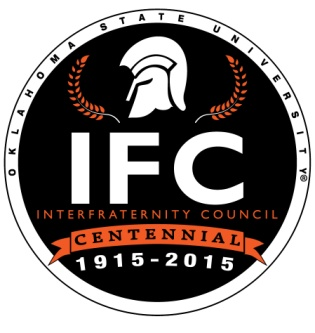 OKLAHOMA STATE UNIVERSITY®
IFC
INTERFRATERNITY COUNCIL
CENTENNIAL
1915-2015